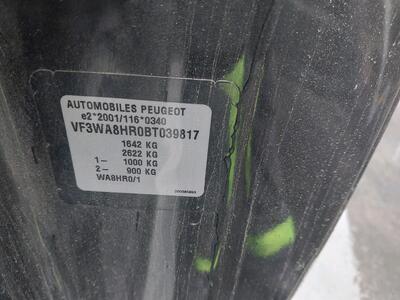 AUTOMOBILES PEUGEOT
e2*2001/116*0340
VF3WA8HR0BT039817
1642 KG
2622 KG
1- 1000 KG
2- 900 KG
WA8HR0/1